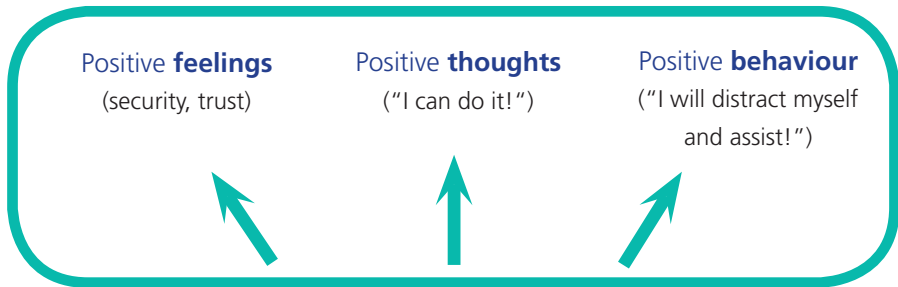 Positive feelings
(security, trust)
Positive thoughts
(“I can do it!“)
Positive behaviour
(“I will distract myself
and assist!”)